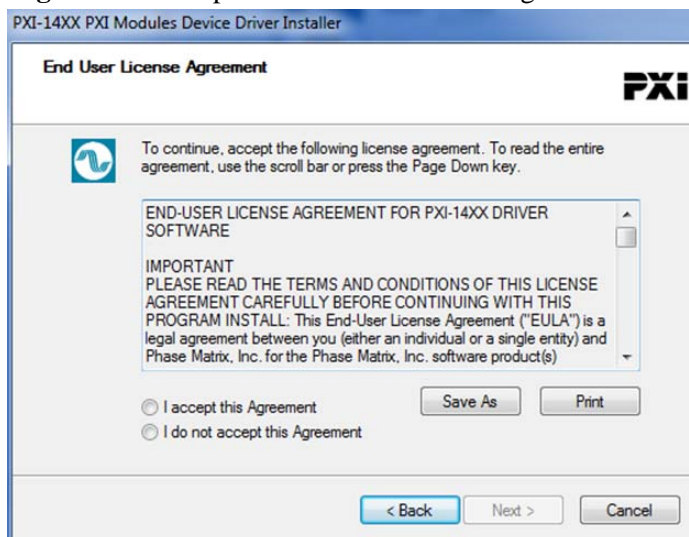 PXI-14XX PXI Modules Device Driver Installer
End User License Agreement
PXI
To continue, accept the following license agreement. To read the entire
agreement, use the scroll bar or press the Page Down key.
END-USER LICENSE AGREEMENT FOR PXI-14XX DRIVER
SOFTWARE
IMPORTANT
PLEASE READ THE TERMS AND CONDITIONS OF THIS LICENSE
AGREEMENT CAREFULLY BEFORE CONTINUING WITH THIS
PROGRAM INSTALL: This End-User License Agreement ("EULA") is a
legal agreement between you (either an individual or a single entity) and
Phase Matrix, Inc. for the Phase Matrix, Inc. software product(s)
I accept this Agreement
Save As
Print
I do not accept this Agreement
< Back
Next >
Cancel